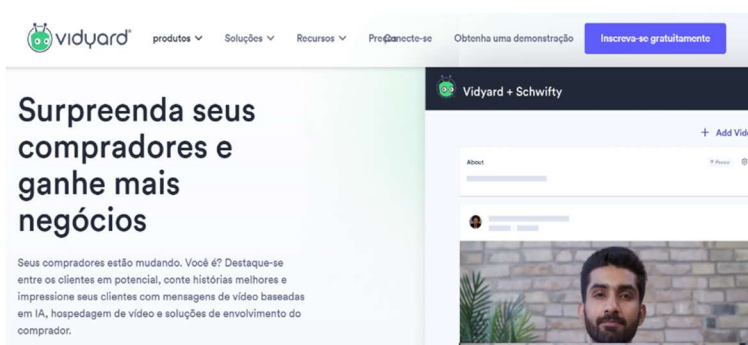 vidyard
produtos Soluções Recursos Conecte-se Obtenha uma demonstração Inscreva-se gratuitamente
Vidyard + Schwifty
Surpreenda seus
compradores e
ganhe mais
negócios
+ Add Vide
About
Seus compradores estão mudando. Você é? Destaque-se
entre os clientes em potencial, conte histórias melhores e
impressione seus clientes com mensagens de vídeo baseadas
em IA, hospedagem de vídeo e soluções de envolvimento do
comprador.